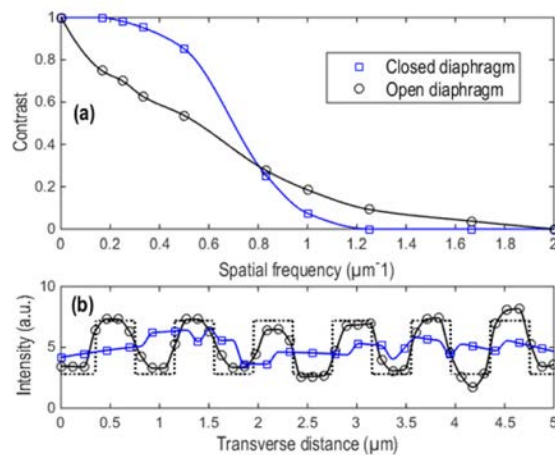 1
0.8
0.6
0.4
0.2
0
Contrast
(a)
Closed diaphragm
Open diaphragm
0 0.2 0.4 0.6 0.8 1 1.2 1.4 1.6 1.8 2
Spatial frequency (µm^-1)
10
5
0
Intensity (a.u.)
(b)
0 0.5 1 1.5 2 2.5 3 3.5 4 4.5 5
Transverse distance (µm)